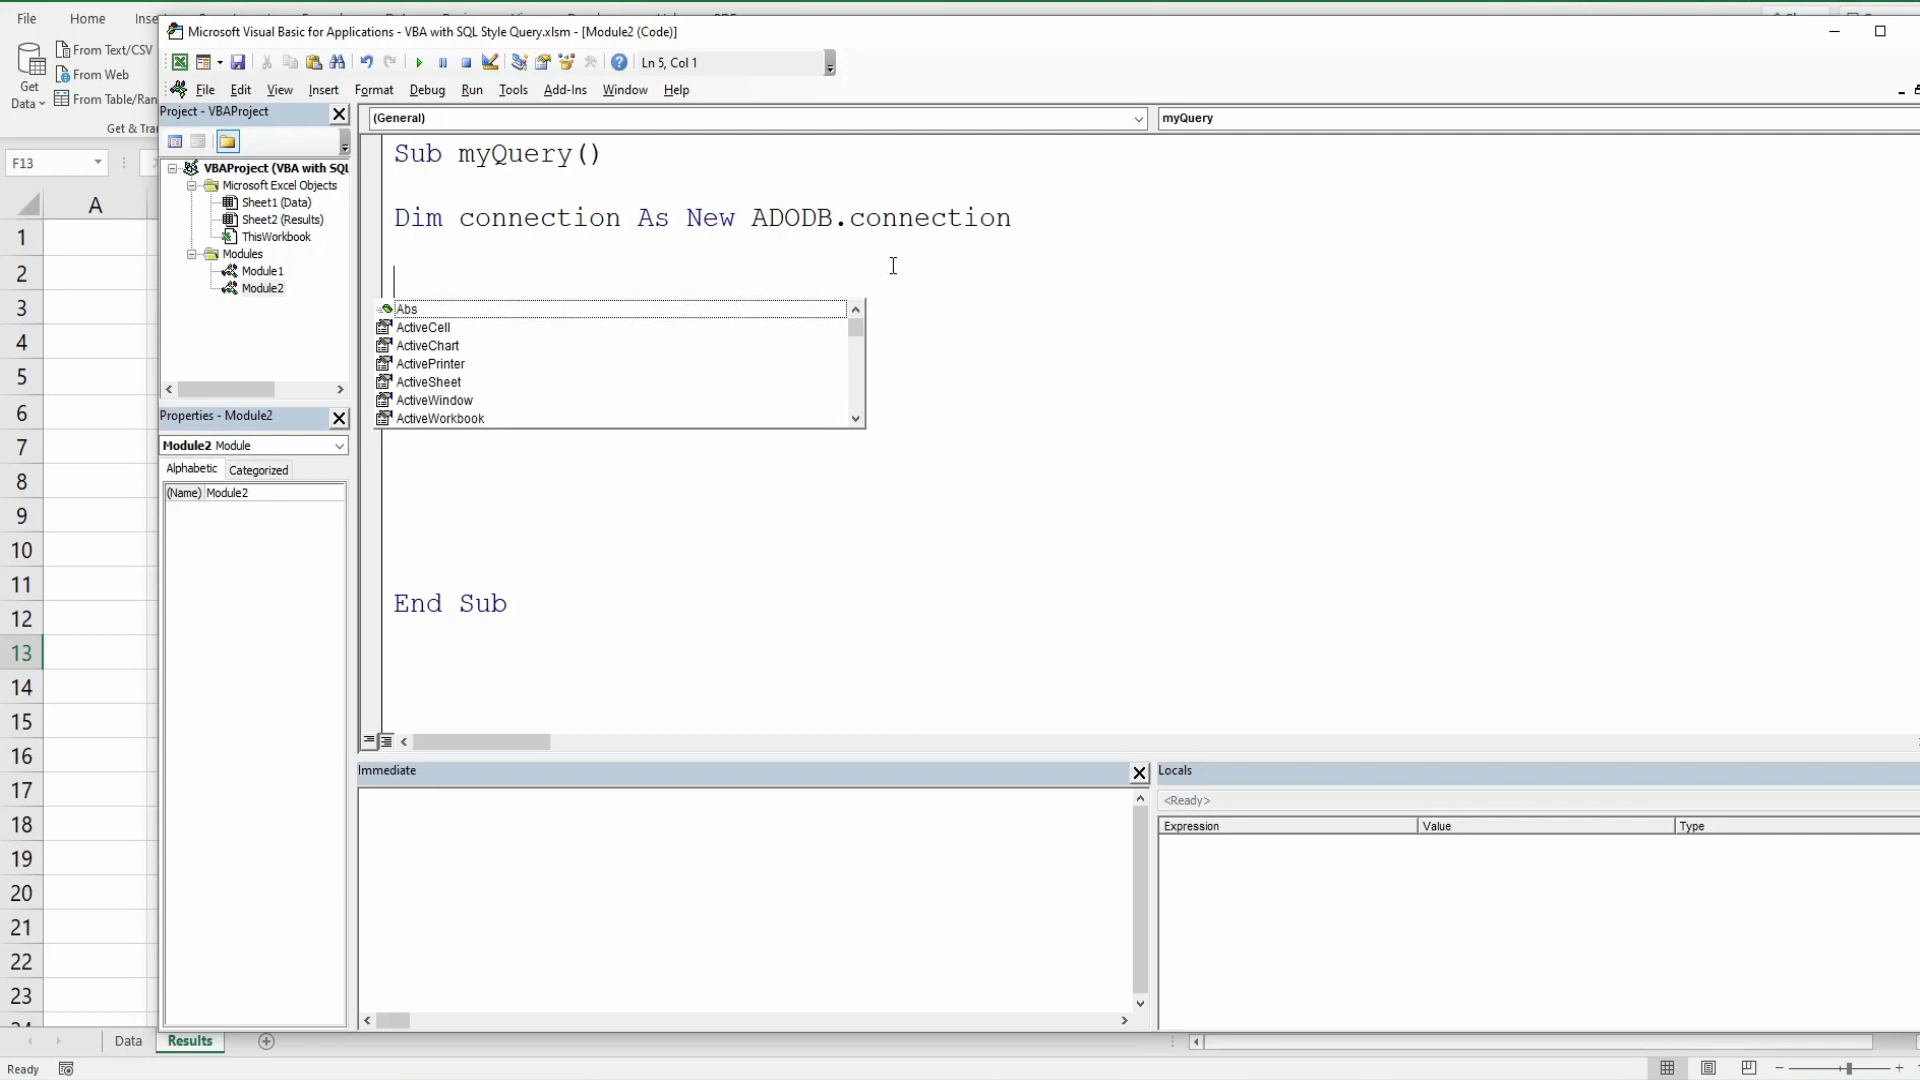 File Home Inse
Microsoft Visual Basic for Applications - VBA with SQL Style Query.xlsm - [Module2 (Code)]
Get
Data
From Text/CSV
From Web
From Table/Ran
Get & Tran
Ln 5, Col 1
File Edit View Insert Format Debug Run Tools Add-Ins Window Help
Project - VBAProject
(General)
myQuery
F13
VBAProject (VBA with SQL
Microsoft Excel Objects
Sheet1 (Data)
Sheet2 (Results)
ThisWorkbook
Modules
Module1
Module2
Sub myQuery()
Dim connection As New ADODB.connection
Abs
ActiveCell
ActiveChart
ActivePrinter
ActiveSheet
ActiveWindow
ActiveWorkbook
End Sub
Properties - Module2
Module2 Module
Alphabetic Categorized
(Name) Module2
Immediate
Locals
<Ready>
Expression Value Type
A
1
2
3
4
5
6
7
8
9
10
11
12
13
14
15
16
17
18
19
20
21
22
23
Data Results
Ready